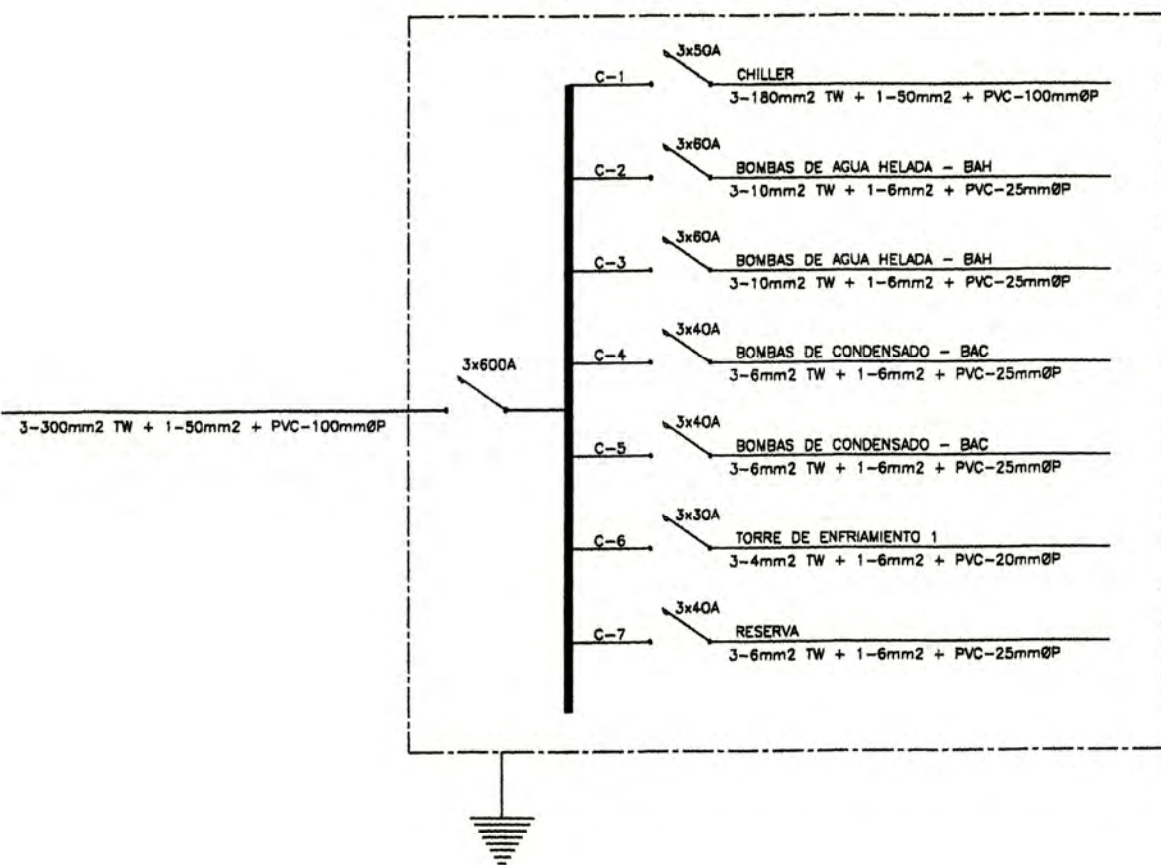 3x50A
C-1 CHILLER
3-180mm2 TW + 1-50mm2 + PVC-100mmØP
3x60A
C-2 BOMBAS DE AGUA HELADA - BAH
3-10mm2 TW + 1-6mm2 + PVC-25mmØP
3x60A
C-3 BOMBAS DE AGUA HELADA - BAH
3-10mm2 TW + 1-6mm2 + PVC-25mmØP
3x40A
C-4 BOMBAS DE CONDENSADO - BAC
3-6mm2 TW + 1-6mm2 + PVC-25mmØP
3x600A
3-300mm2 TW + 1-50mm2 + PVC-100mmØP
3x40A
C-5 BOMBAS DE CONDENSADO - BAC
3-6mm2 TW + 1-6mm2 + PVC-25mmØP
3x30A
C-6 TORRE DE ENFRIAMIENTO 1
3-4mm2 TW + 1-6mm2 + PVC-20mmØP
3x40A
C-7 RESERVA
3-6mm2 TW + 1-6mm2 + PVC-25mmØP